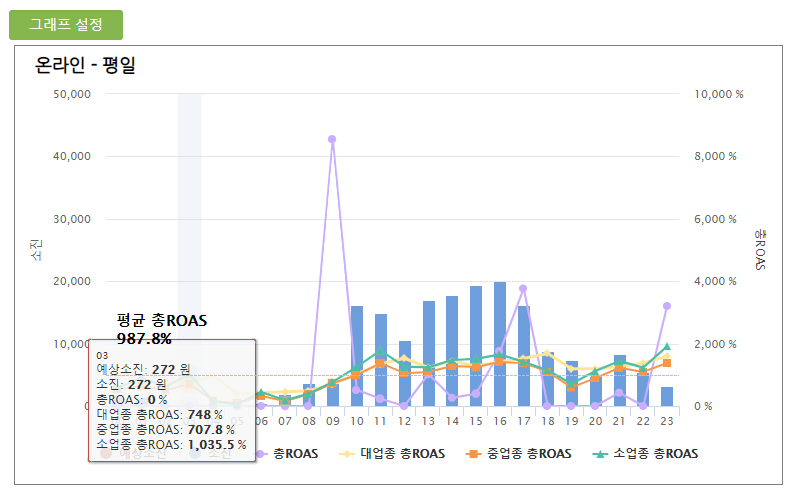 그래프 설정
온라인 - 평일
50,000
10,000 %
40,000
8,000 %
30,000
6,000 %
소진
총ROAS
20,000
4,000 %
평균 총ROAS
987.8%
10,000
2,000 %
03
예상소진: 272 원
소진: 272 원
총ROAS: 0 %
대업종 총ROAS: 748 %
중업종 총ROAS: 707.8 %
소업종 총ROAS: 1,035.5 %
0 %
05 06 07 08 09 10 11 12 13 14 15 16 17 18 19 20 21 22 23
예상소진 소진 총ROAS 대업종 총ROAS 중업종 총ROAS 소업종 총ROAS